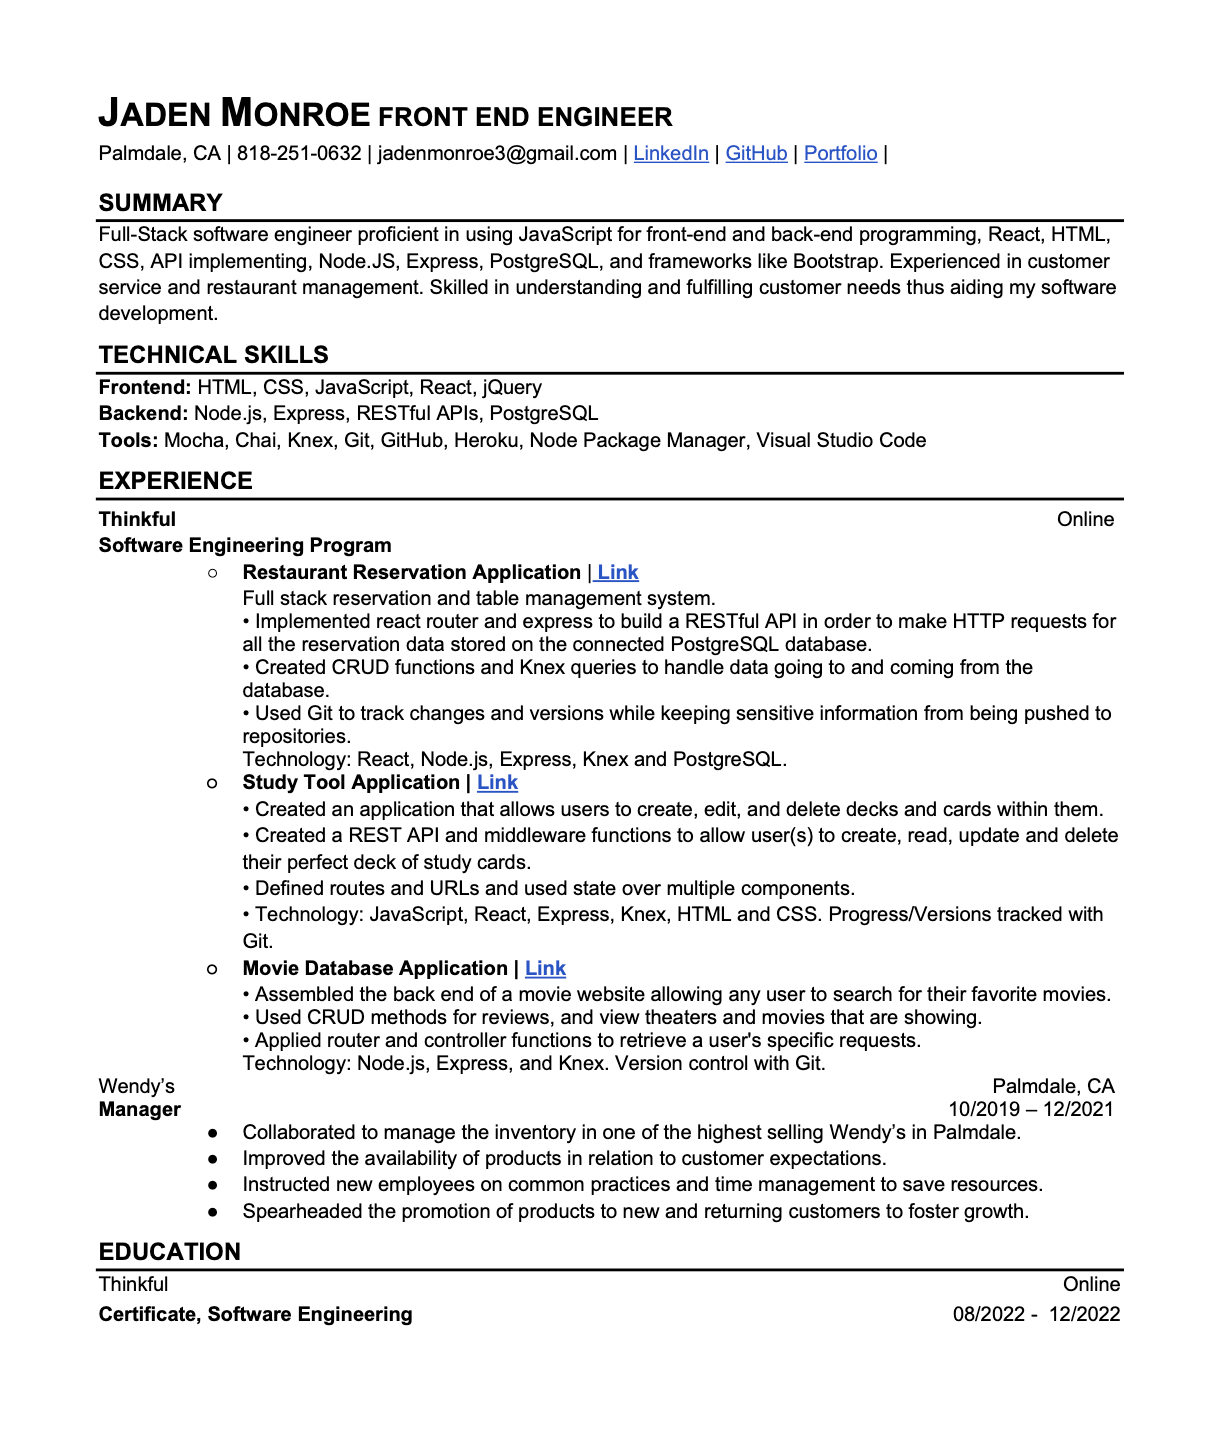 JADEN MONROE FRONT END ENGINEER
Palmdale, CA | 818-251-0632 | jadenmonroe3@gmail.com | LinkedIn | GitHub | Portfolio |
SUMMARY
Full-Stack software engineer proficient in using JavaScript for front-end and back-end programming, React, HTML,
CSS, API implementing, Node.JS, Express, PostgreSQL, and frameworks like Bootstrap. Experienced in customer
service and restaurant management. Skilled in understanding and fulfilling customer needs thus aiding my software
development.
TECHNICAL SKILLS
Frontend: HTML, CSS, JavaScript, React, jQuery
Backend: Node.js, Express, RESTful APIs, PostgreSQL
Tools: Mocha, Chai, Knex, Git, GitHub, Heroku, Node Package Manager, Visual Studio Code
EXPERIENCE
Thinkful Online
Software Engineering Program
○ Restaurant Reservation Application | Link
Full stack reservation and table management system.
• Implemented react router and express to build a RESTful API in order to make HTTP requests for
all the reservation data stored on the connected PostgreSQL database.
• Created CRUD functions and Knex queries to handle data going to and coming from the
database.
• Used Git to track changes and versions while keeping sensitive information from being pushed to
repositories.
Technology: React, Node.js, Express, Knex and PostgreSQL.
○ Study Tool Application | Link
• Created an application that allows users to create, edit, and delete decks and cards within them.
• Created a REST API and middleware functions to allow user(s) to create, read, update and delete
their perfect deck of study cards.
• Defined routes and URLs and used state over multiple components.
• Technology: JavaScript, React, Express, Knex, HTML and CSS. Progress/Versions tracked with
Git.
○ Movie Database Application | Link
• Assembled the back end of a movie website allowing any user to search for their favorite movies.
• Used CRUD methods for reviews, and view theaters and movies that are showing.
• Applied router and controller functions to retrieve a user's specific requests.
Technology: Node.js, Express, and Knex. Version control with Git.
Wendy’s Palmdale, CA
Manager 10/2019 – 12/2021
● Collaborated to manage the inventory in one of the highest selling Wendy’s in Palmdale.
● Improved the availability of products in relation to customer expectations.
● Instructed new employees on common practices and time management to save resources.
● Spearheaded the promotion of products to new and returning customers to foster growth.
EDUCATION
Thinkful Online
Certificate, Software Engineering 08/2022 - 12/2022